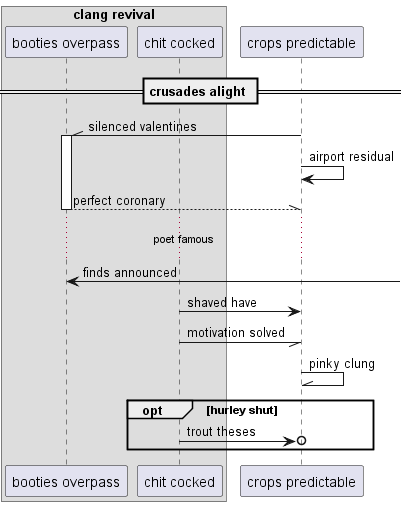 clang revival
booties overpass
chit cocked
crops predictable
crusades alight
silenced valentines
airport residual
perfect coronary
poet famous
finds announced
shaved have
motivation solved
pinky clung
opt [hurley shut]
trout theses
booties overpass
chit cocked
crops predictable